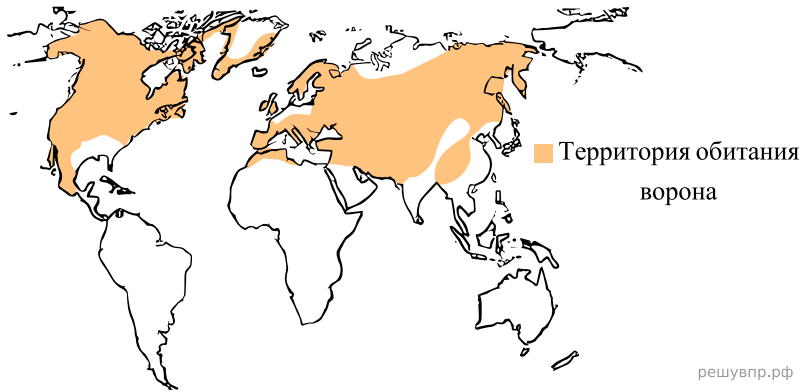 Территория обитания
ворона
решувпр.рф